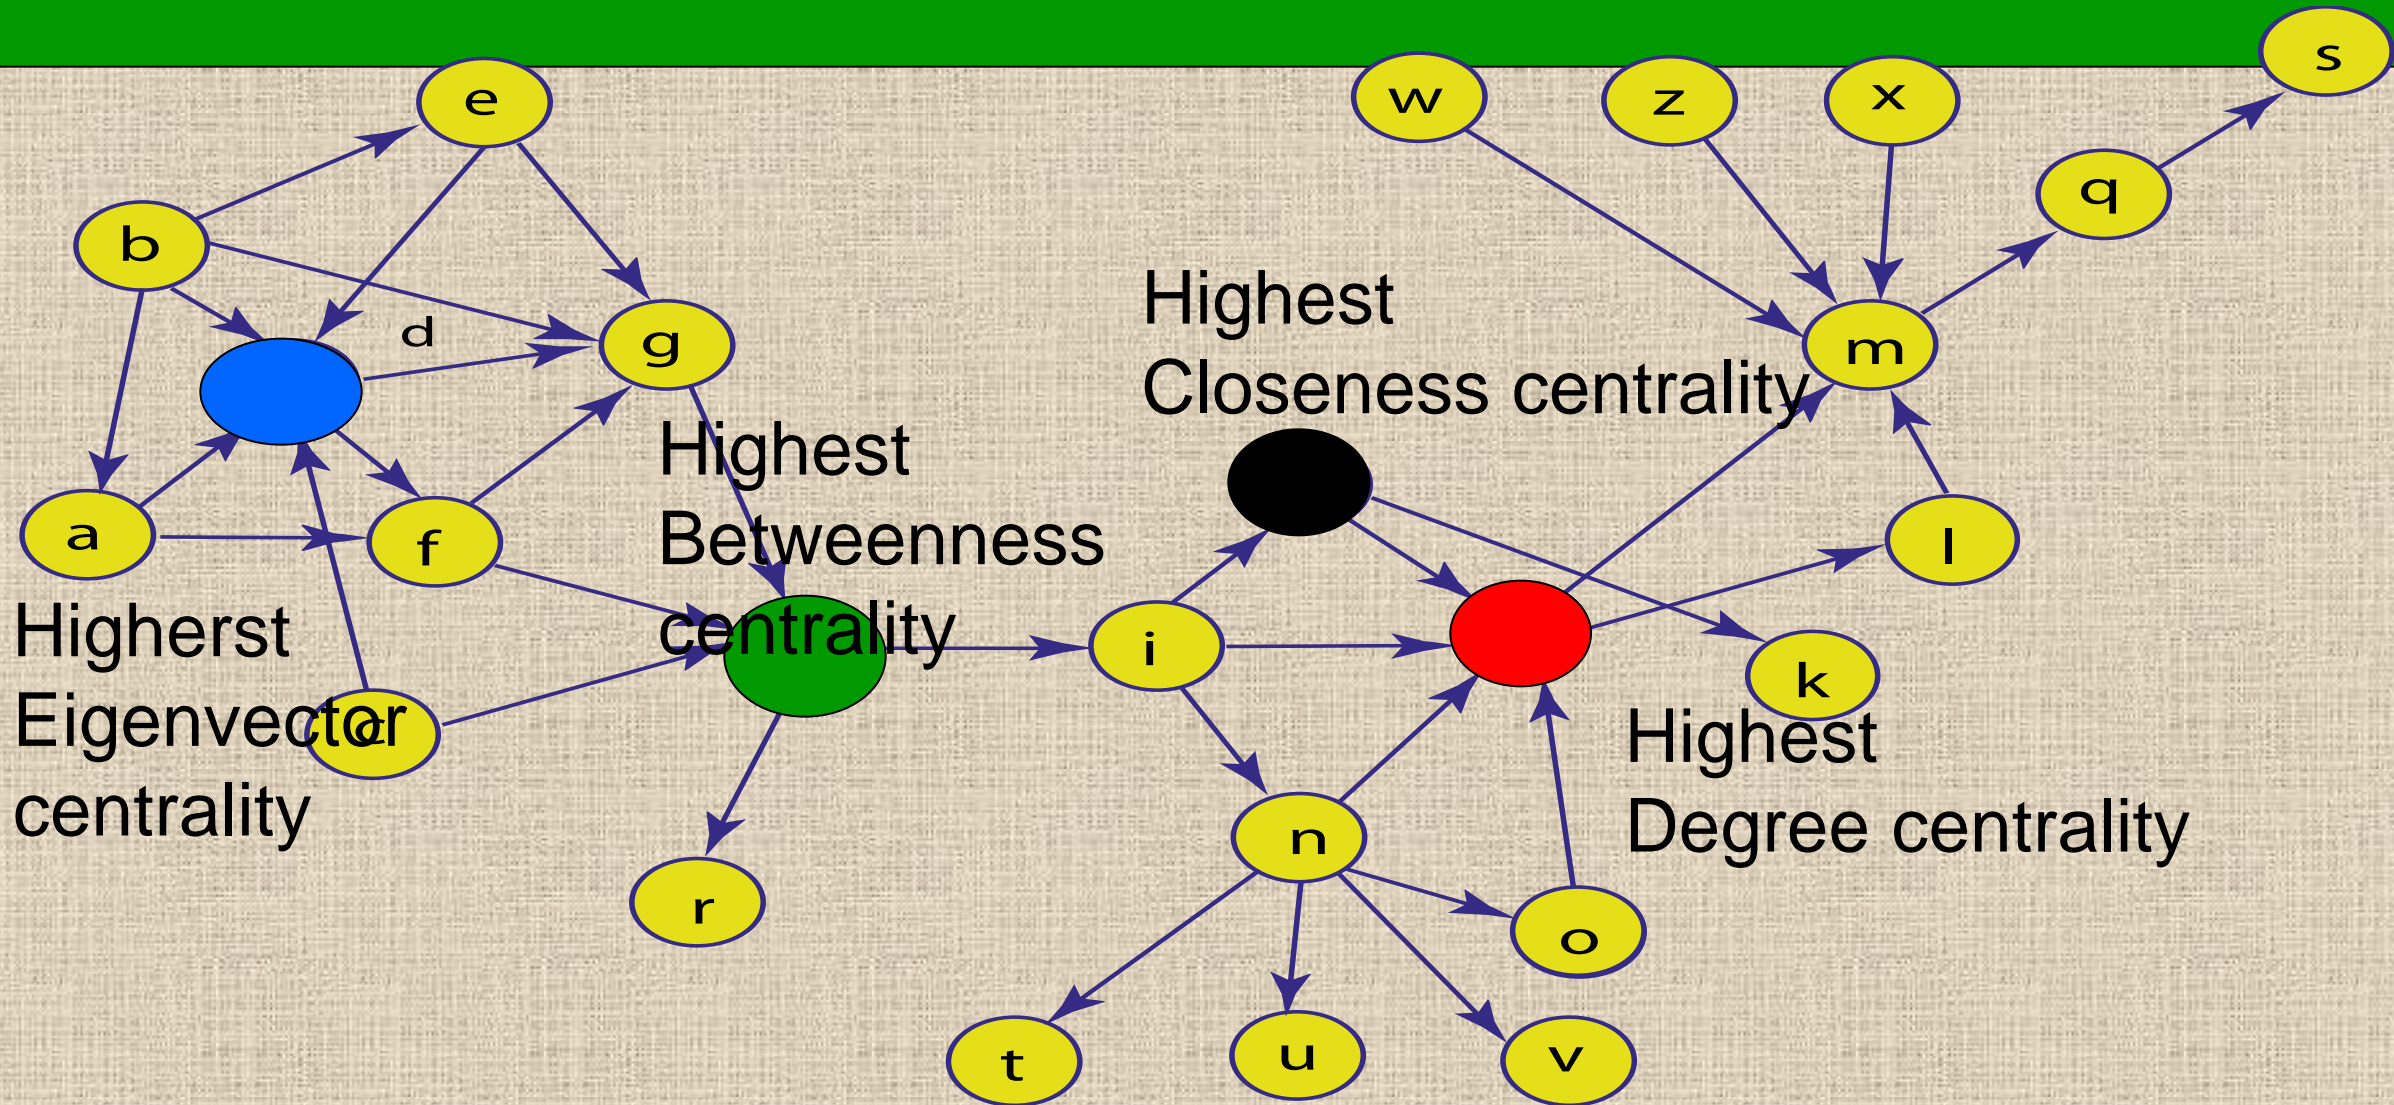 s
e
w
z
x
q
b
d
g
m
Highest
Closeness centrality
Highest
Betweenness
centrality
a
f
l
i
k
Higherst
Eigenvector
centrality
c
Highest
Degree centrality
n
r
o
t
u
v